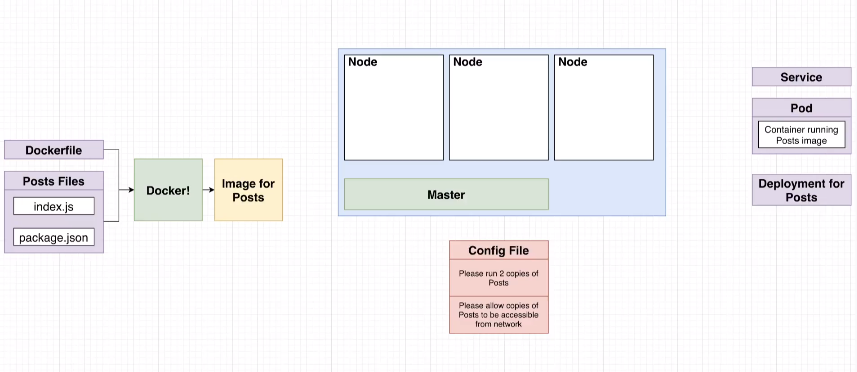 Dockerfile
Posts Files
index.js
package.json
Docker!
Image for
Posts
Node
Node
Node
Master
Config File
Please run 2 copies of
Posts
Please allow copies of
Posts to be accessible
from network
Service
Pod
Container running
Posts image
Deployment for
Posts